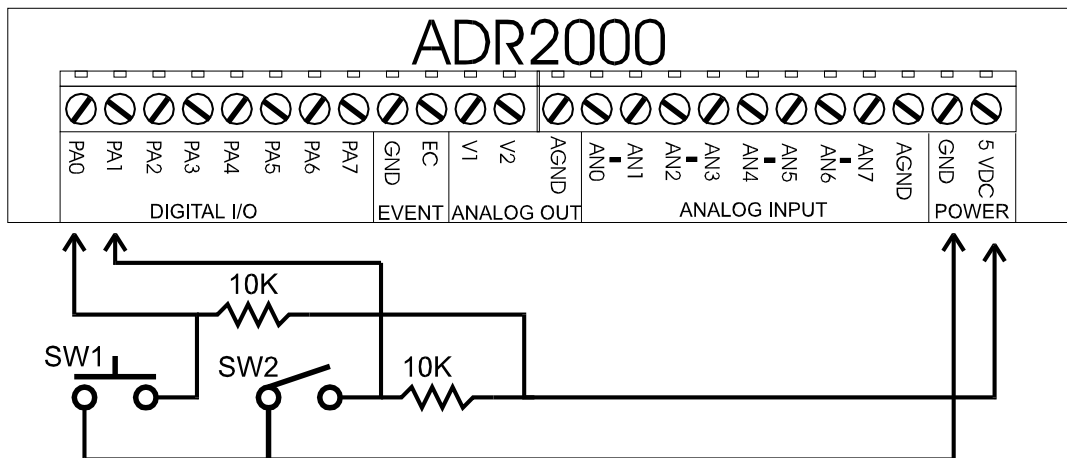 ADR2000
PA0 PA1 PA2 PA3 PA4 PA5 PA6 PA7 GND EC V1 V2 AGND AN0 AN1 AN2 AN3 AN4 AN5 AN6 AN7 AGND GND 5 VDC
DIGITAL I/O EVENT ANALOG OUT ANALOG INPUT POWER
10K
SW1 SW2 10K